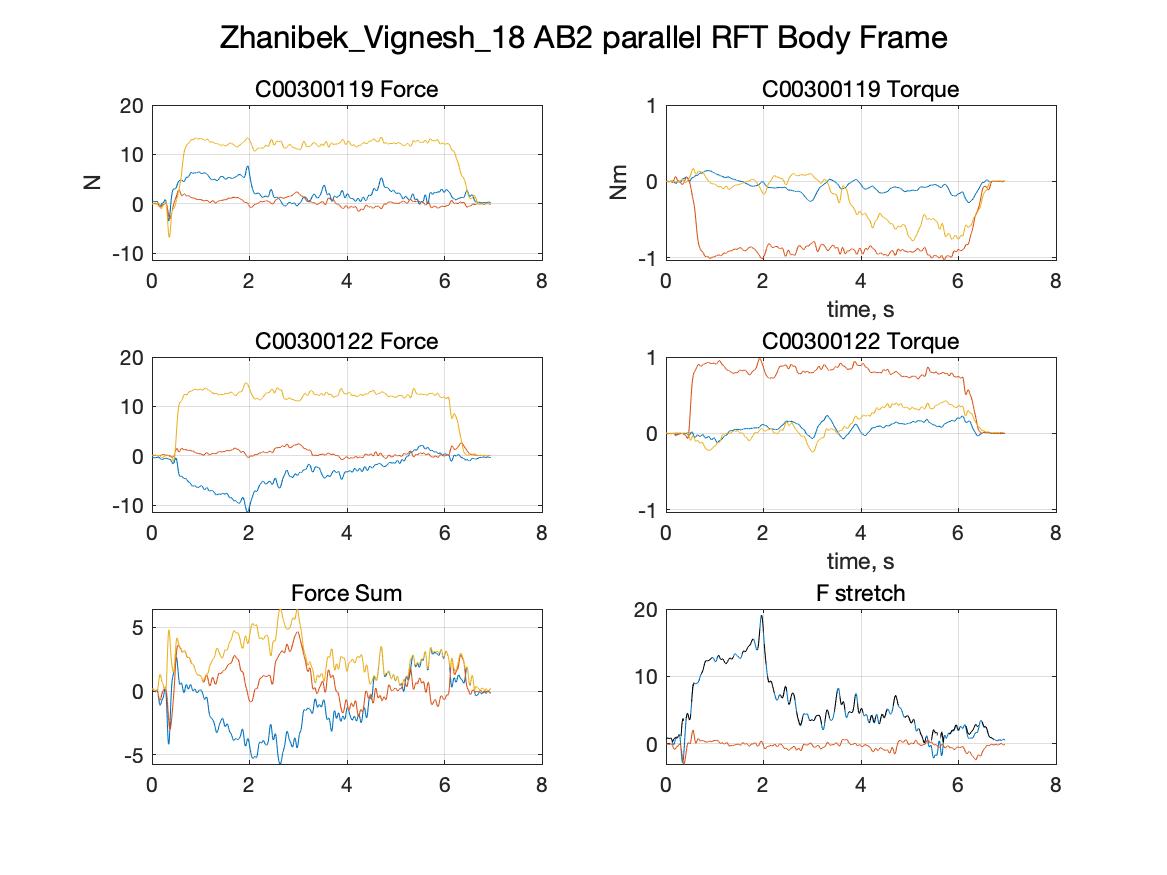 Zhanibek_Vignesh_18 AB2 parallel RFT Body Frame
C00300119 Force
N
20
10
0
-10
0 2 4 6 8
C00300119 Torque
Nm
1
0
-1
0 2 4 6 8
time, s
C00300122 Force
20
10
0
-10
0 2 4 6 8
C00300122 Torque
1
0
-1
0 2 4 6 8
time, s
Force Sum
5
0
-5
0 2 4 6 8
F stretch
20
10
0
0 2 4 6 8